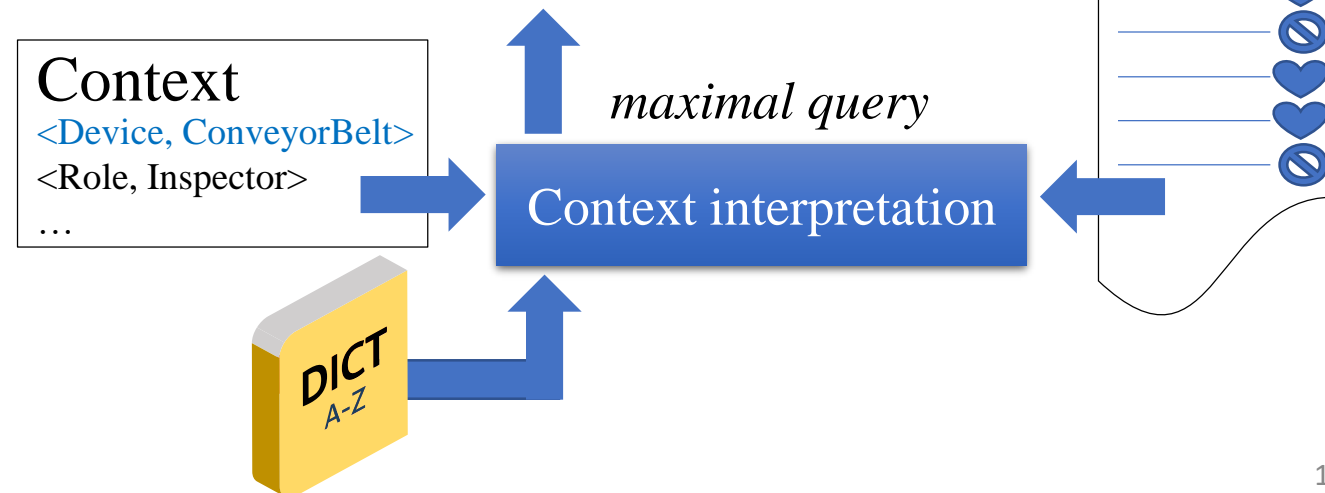 Context
<Device, ConveyorBelt>
<Role, Inspector>
…
maximal query
Context interpretation
DICT
A-Z
1